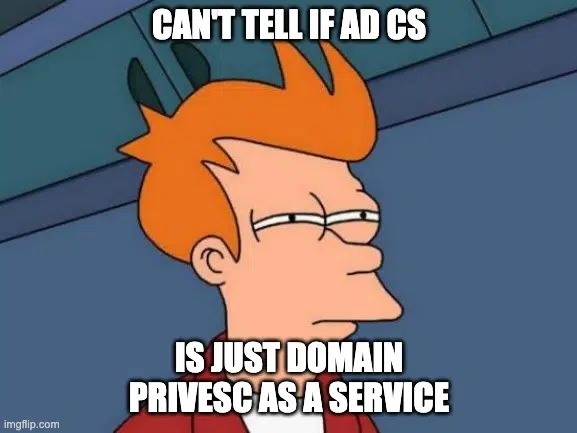 CAN'T TELL IF AD CS
IS JUST DOMAIN
PRIVESC AS A SERVICE
imgflip.com